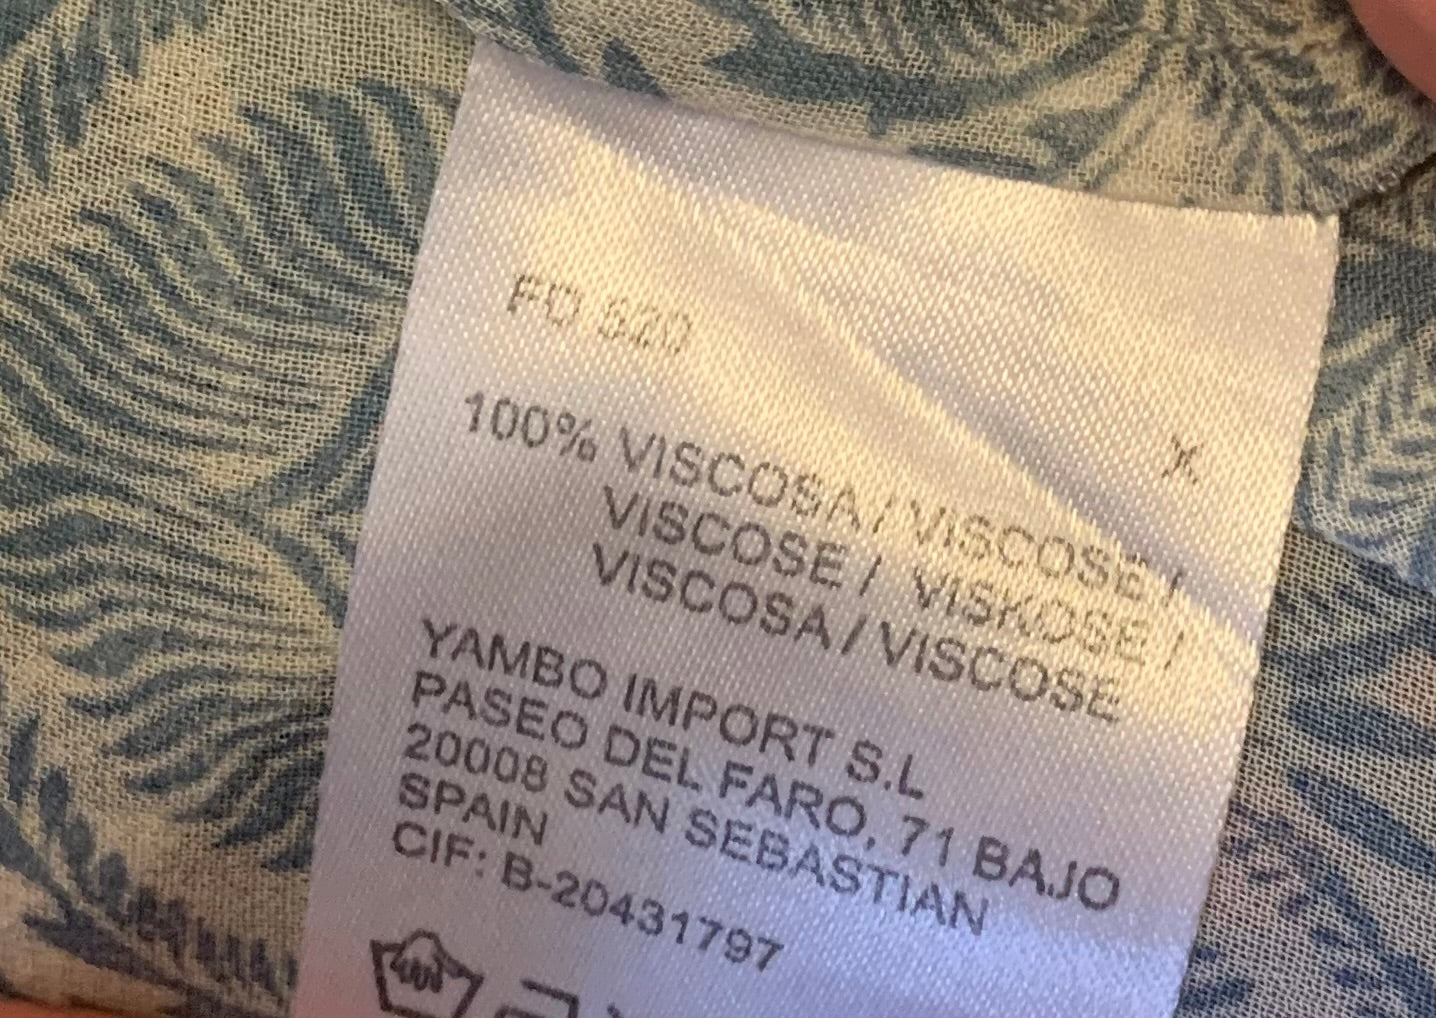 FD 520
X
100% VISCOSA / VISCOSE /
VISCOSE / VISKOSE /
VISCOSA / VISCOSE
YAMBO IMPORT S.L
PASEO DEL FARO, 71 BAJO
20008 SAN SEBASTIAN
SPAIN
CIF: B-20431797